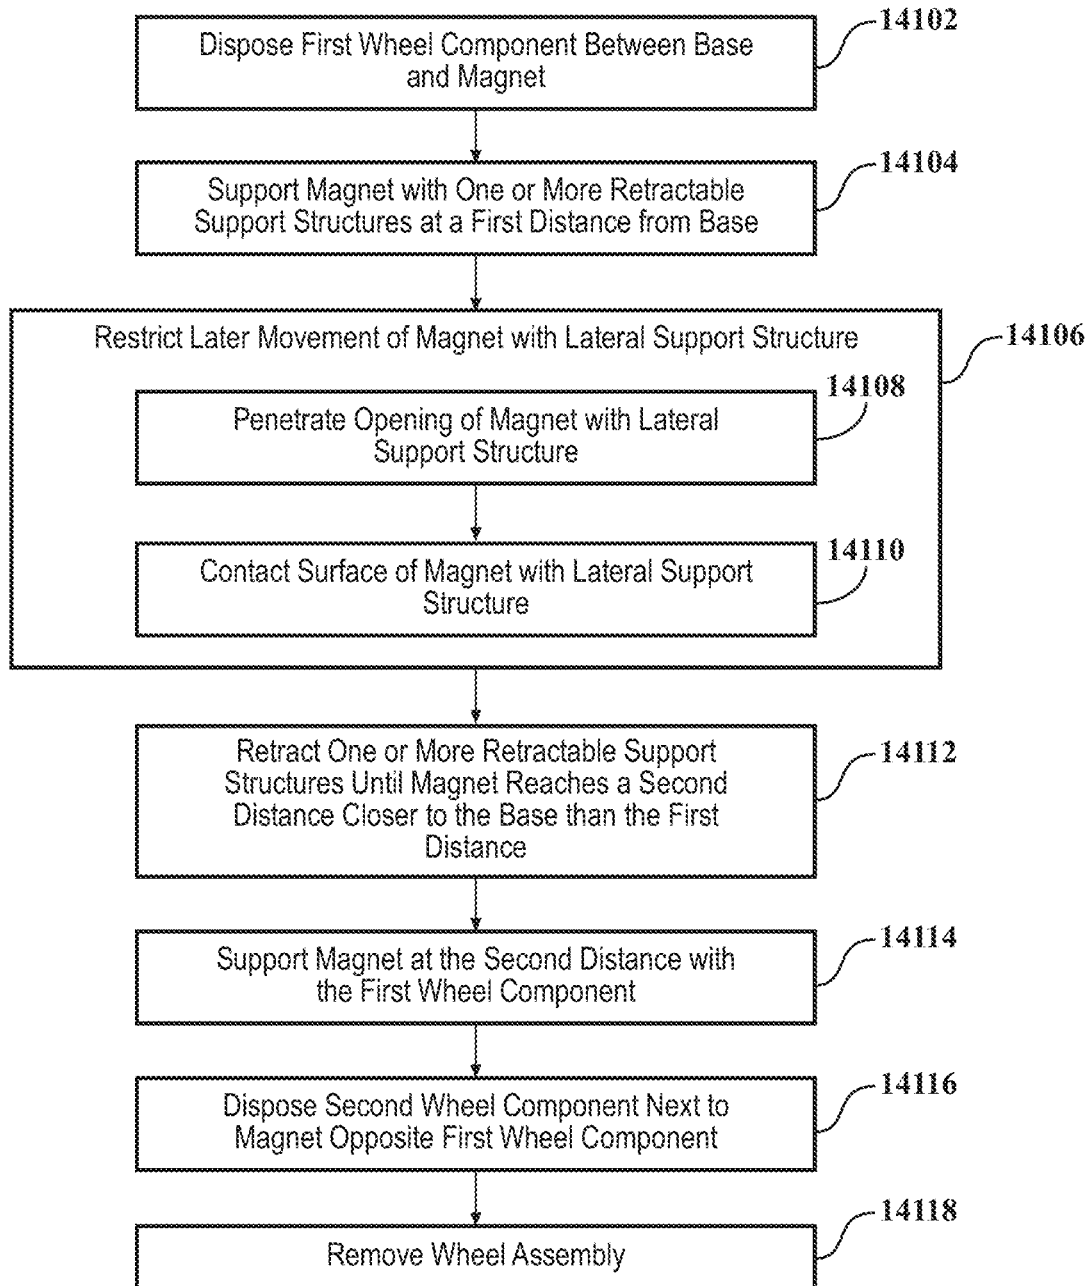 14102
Dispose First Wheel Component Between Base
and Magnet
14104
Support Magnet with One or More Retractable
Support Structures at a First Distance from Base
Restrict Later Movement of Magnet with Lateral Support Structure
14106
14108
Penetrate Opening of Magnet with Lateral
Support Structure
14110
Contact Surface of Magnet with Lateral Support
Structure
14112
Retract One or More Retractable Support
Structures Until Magnet Reaches a Second
Distance Closer to the Base than the First
Distance
14114
Support Magnet at the Second Distance with
the First Wheel Component
14116
Dispose Second Wheel Component Next to
Magnet Opposite First Wheel Component
14118
Remove Wheel Assembly